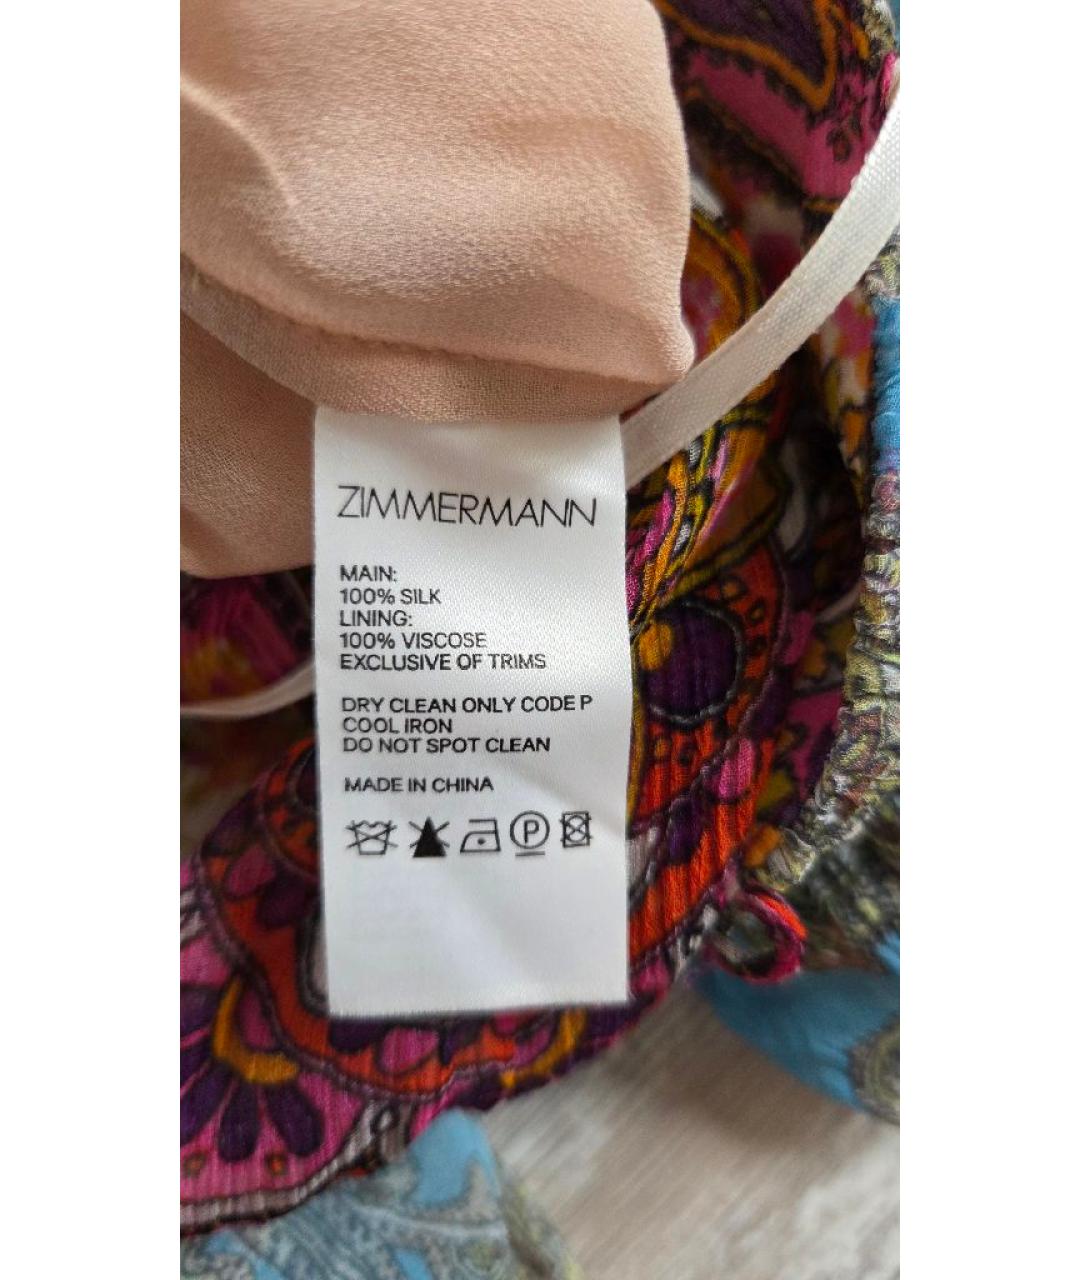 ZIMMERMANN
MAIN:
100% SILK
LINING:
100% VISCOSE
EXCLUSIVE OF TRIMS
DRY CLEAN ONLY CODE P
COOL IRON
DO NOT SPOT CLEAN
MADE IN CHINA
P